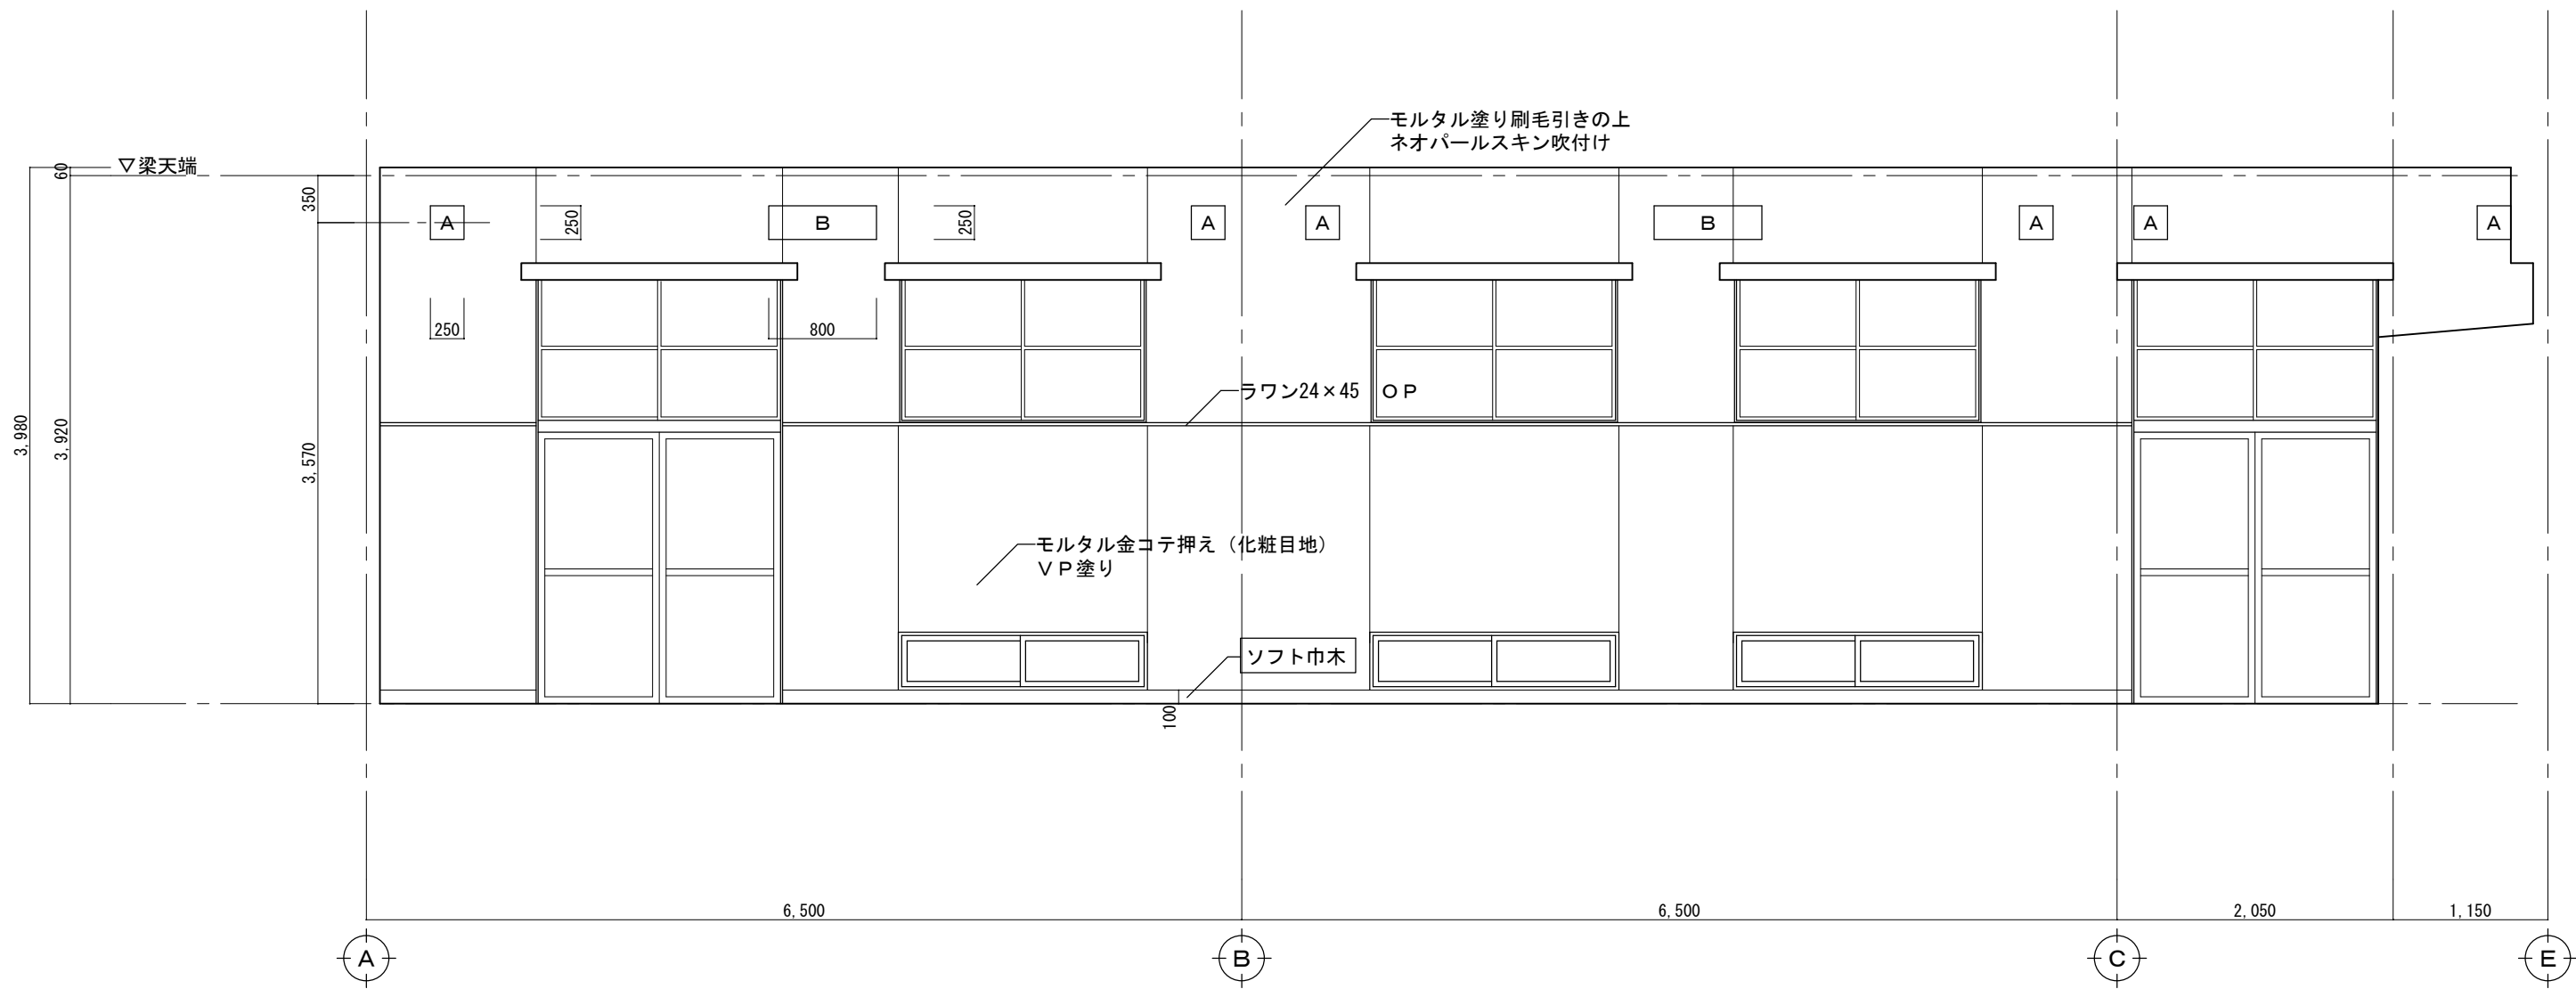 モルタル塗り刷毛引きの上
ネオパールスキン吹付け
▽梁天端
60
350
A
250
B
250
A
A
B
A
A
A
250
800
ラワン24×45 OP
3,980
3,920
3,570
モルタル金コテ押え（化粧目地）
VP塗り
ソフト巾木
100
6,500
6,500
2,050
1,150
A
B
C
E